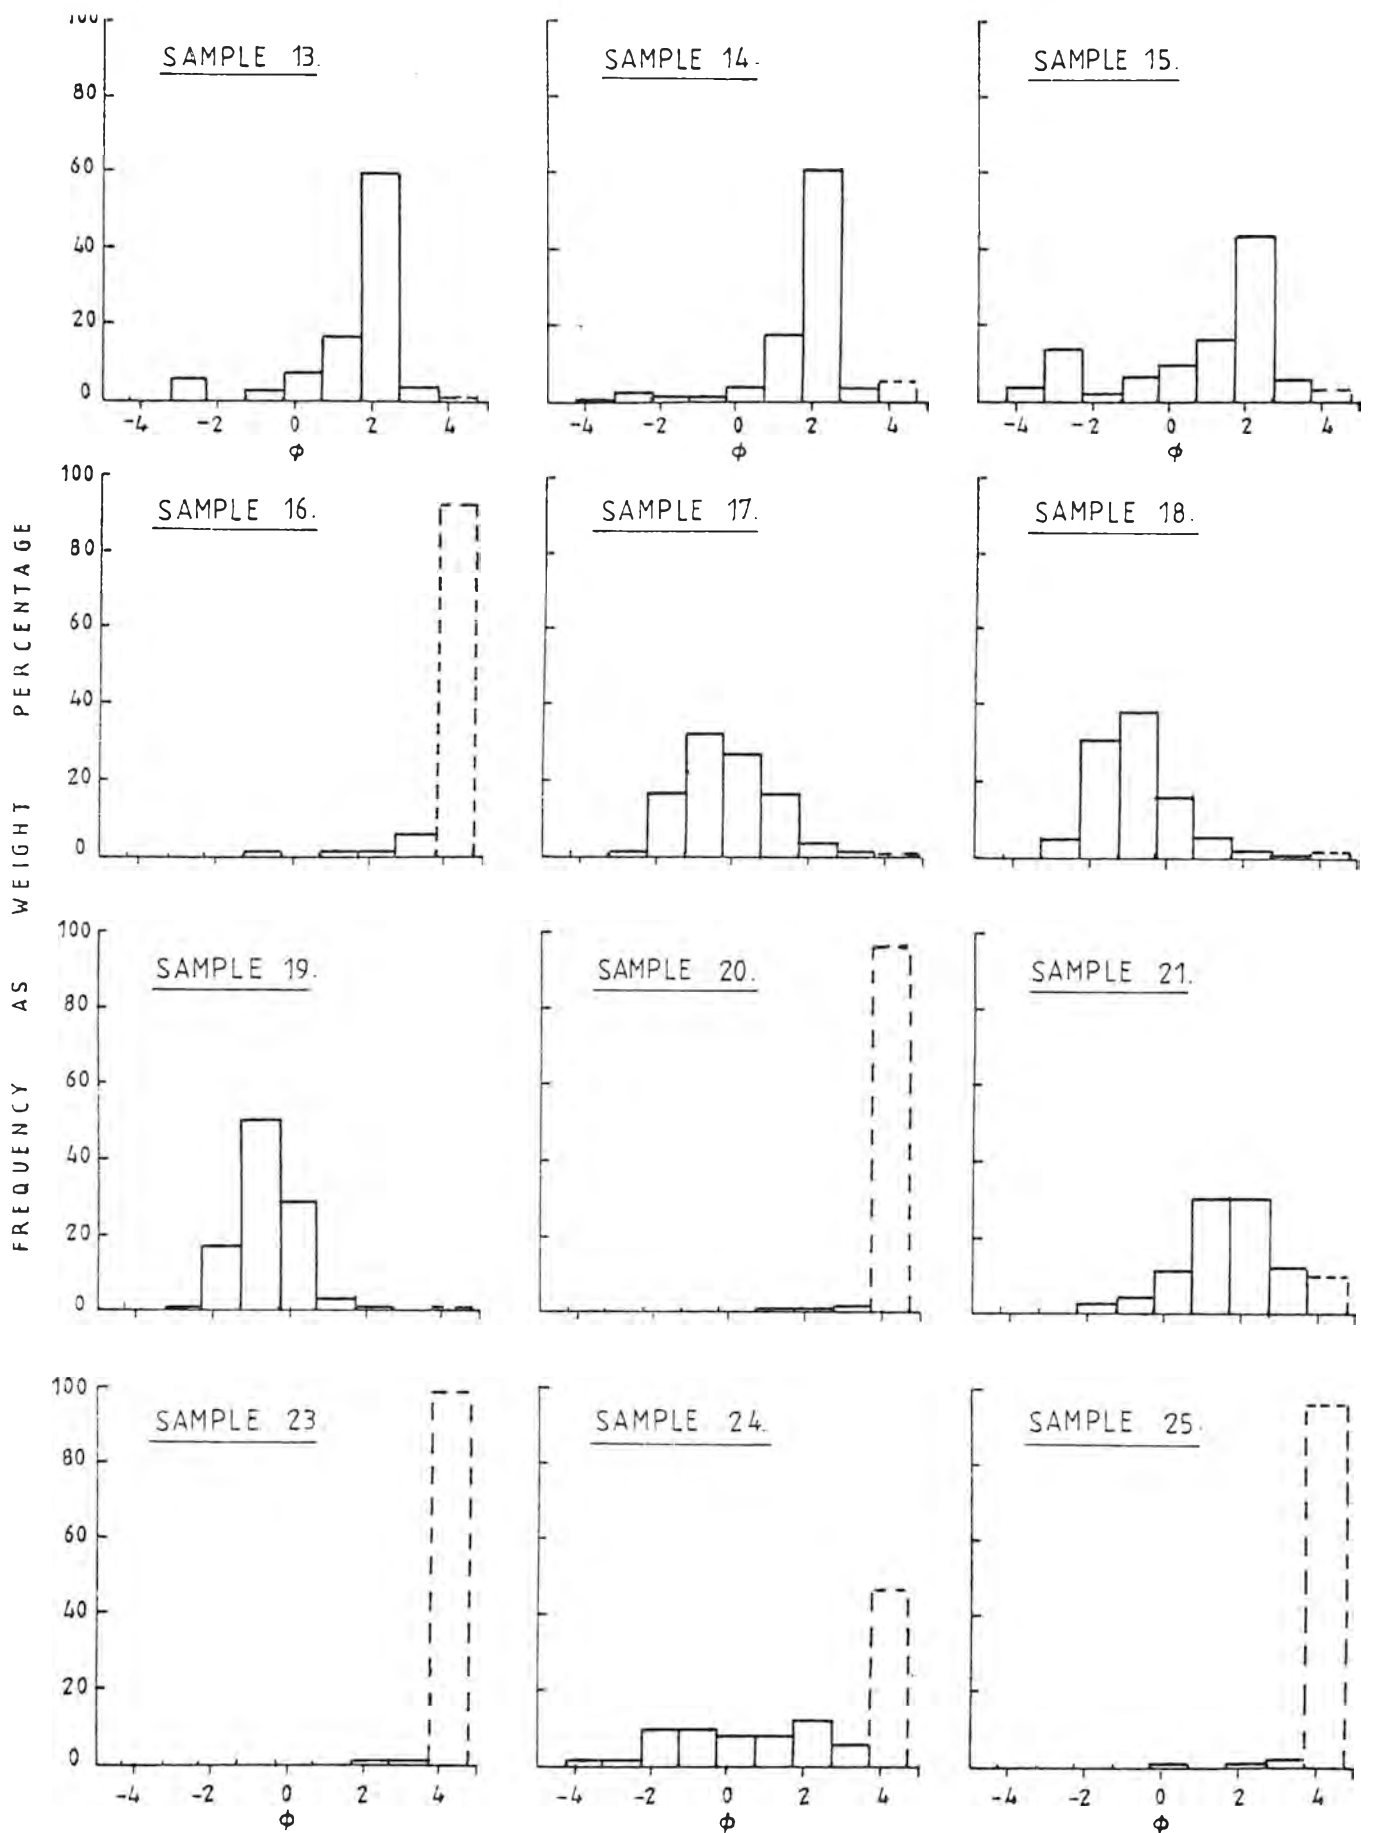 100
SAMPLE 13.
SAMPLE 14.
SAMPLE 15.
80
60
40
20
0
-4 -2 0 2 4
-4 -2 0 2 4
-4 -2 0 2 4
φ
φ
φ
FREQUENCY AS WEIGHT PERCENTAGE
100
SAMPLE 16.
SAMPLE 17.
SAMPLE 18.
80
60
40
20
0
100
SAMPLE 19.
SAMPLE 20.
SAMPLE 21.
80
60
40
20
0
100
SAMPLE 23
SAMPLE 24.
SAMPLE 25.
80
60
40
20
0
-4 -2 0 2 4
-4 -2 0 2 4
-4 -2 0 2 4
φ
φ
φ